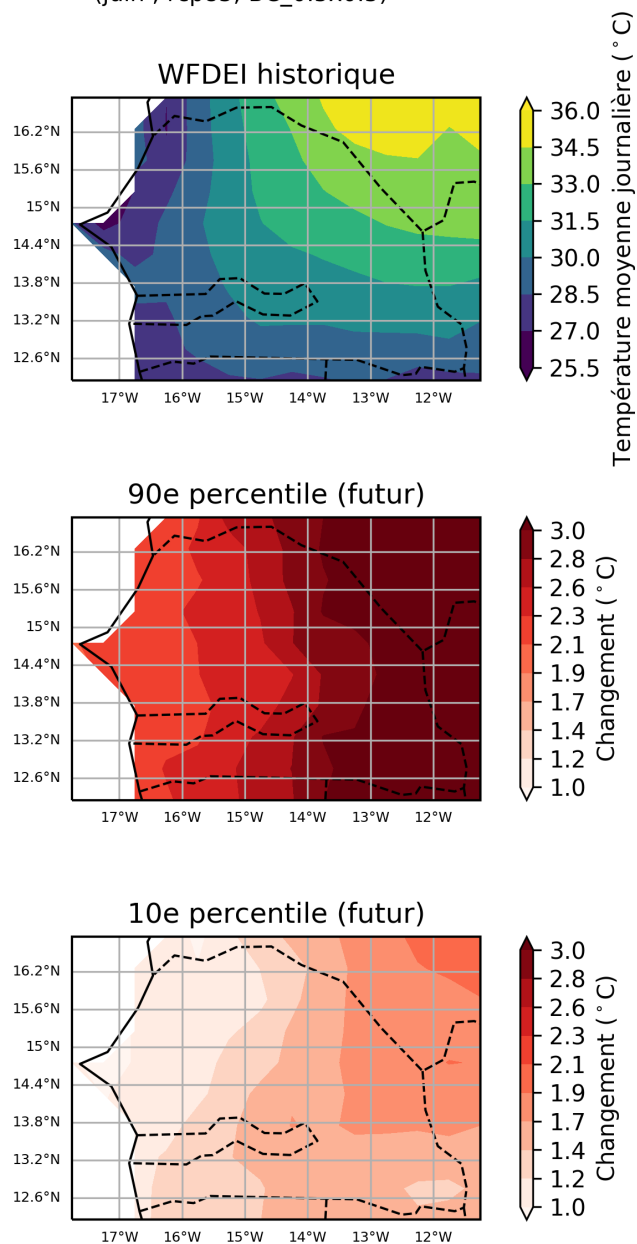 WFDEI historique
16.2°N
15.6°N
15°N
14.4°N
13.8°N
13.2°N
12.6°N
17°W 16°W 15°W 14°W 13°W 12°W
36.0
34.5
33.0
31.5
30.0
28.5
27.0
25.5
Température moyenne journalière (°C)
90e percentile (futur)
16.2°N
15.6°N
15°N
14.4°N
13.8°N
13.2°N
12.6°N
17°W 16°W 15°W 14°W 13°W 12°W
3.0
2.8
2.6
2.3
2.1
1.9
1.7
1.4
1.2
1.0
Changement (°C)
10e percentile (futur)
16.2°N
15.6°N
15°N
14.4°N
13.8°N
13.2°N
12.6°N
17°W 16°W 15°W 14°W 13°W 12°W
3.0
2.8
2.6
2.3
2.1
1.9
1.7
1.4
1.2
1.0
Changement (°C)